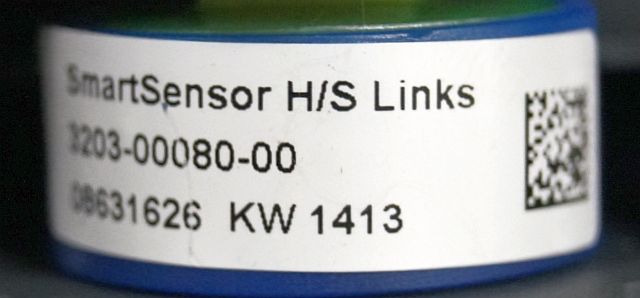 SmartSensor H/S Links
3203-00080-00
08631626 KW 1413